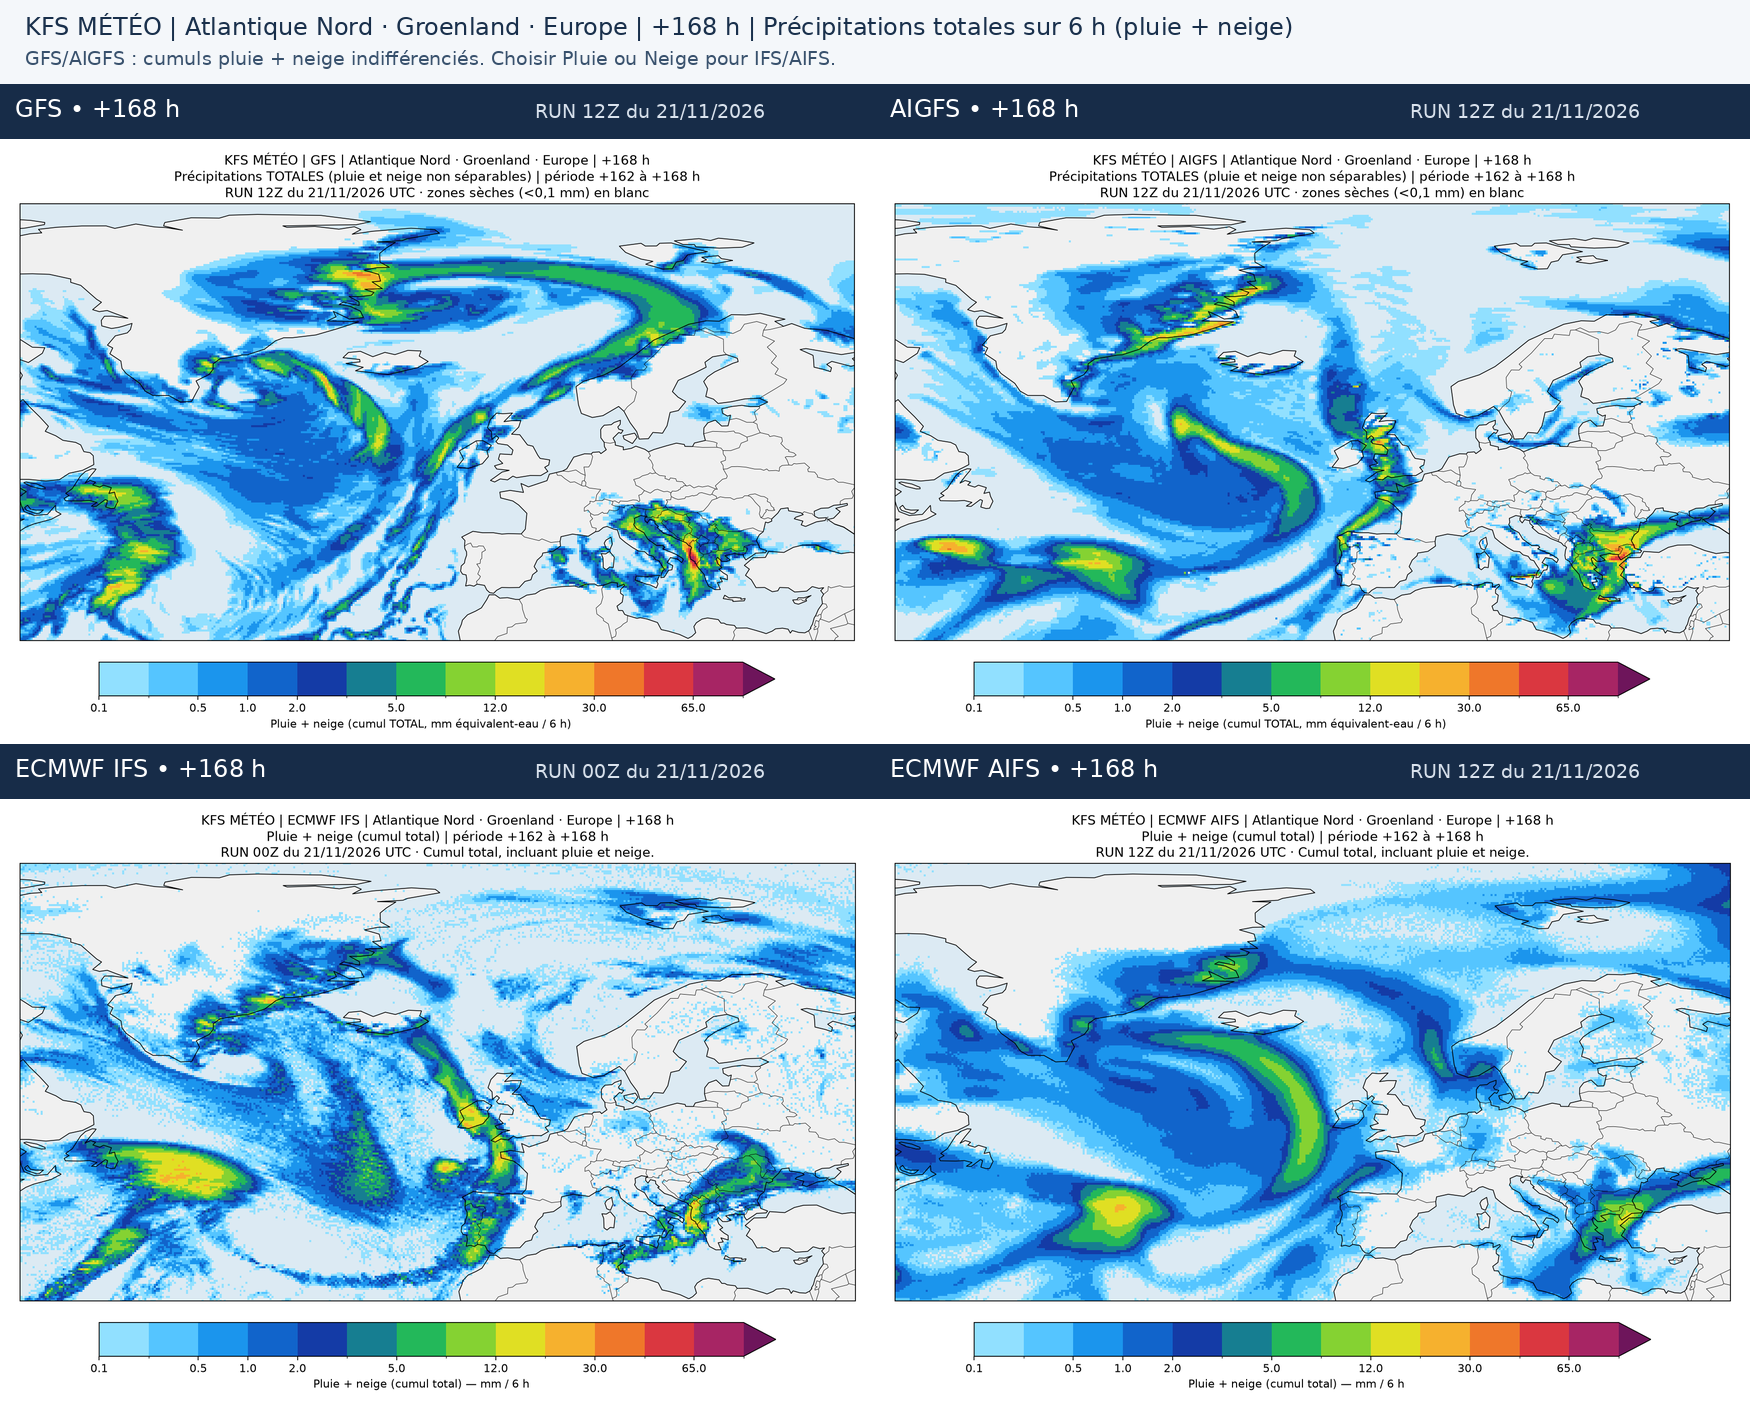 KFS MÉTÉO | Atlantique Nord · Groenland · Europe | +168 h | Précipitations totales sur 6 h (pluie + neige)
GFS/AIGFS : cumuls pluie + neige indifférenciés. Choisir Pluie ou Neige pour IFS/AIFS.
GFS • +168 h
RUN 12Z du 21/11/2026
KFS MÉTÉO | GFS | Atlantique Nord · Groenland · Europe | +168 h
Précipitations TOTALES (pluie et neige non séparables) | période +162 à +168 h
RUN 12Z du 21/11/2026 UTC · zones sèches (<0,1 mm) en blanc
0.1 0.5 1.0 2.0 5.0 12.0 30.0 65.0
Pluie + neige (cumul TOTAL, mm équivalent-eau / 6 h)
AIGFS • +168 h
RUN 12Z du 21/11/2026
KFS MÉTÉO | AIGFS | Atlantique Nord · Groenland · Europe | +168 h
Précipitations TOTALES (pluie et neige non séparables) | période +162 à +168 h
RUN 12Z du 21/11/2026 UTC · zones sèches (<0,1 mm) en blanc
0.1 0.5 1.0 2.0 5.0 12.0 30.0 65.0
Pluie + neige (cumul TOTAL, mm équivalent-eau / 6 h)
ECMWF IFS • +168 h
RUN 00Z du 21/11/2026
KFS MÉTÉO | ECMWF IFS | Atlantique Nord · Groenland · Europe | +168 h
Pluie + neige (cumul total) | période +162 à +168 h
RUN 00Z du 21/11/2026 UTC · Cumul total, incluant pluie et neige.
0.1 0.5 1.0 2.0 5.0 12.0 30.0 65.0
Pluie + neige (cumul total) — mm / 6 h
ECMWF AIFS • +168 h
RUN 12Z du 21/11/2026
KFS MÉTÉO | ECMWF AIFS | Atlantique Nord · Groenland · Europe | +168 h
Pluie + neige (cumul total) | période +162 à +168 h
RUN 12Z du 21/11/2026 UTC · Cumul total, incluant pluie et neige.
0.1 0.5 1.0 2.0 5.0 12.0 30.0 65.0
Pluie + neige (cumul total) — mm / 6 h